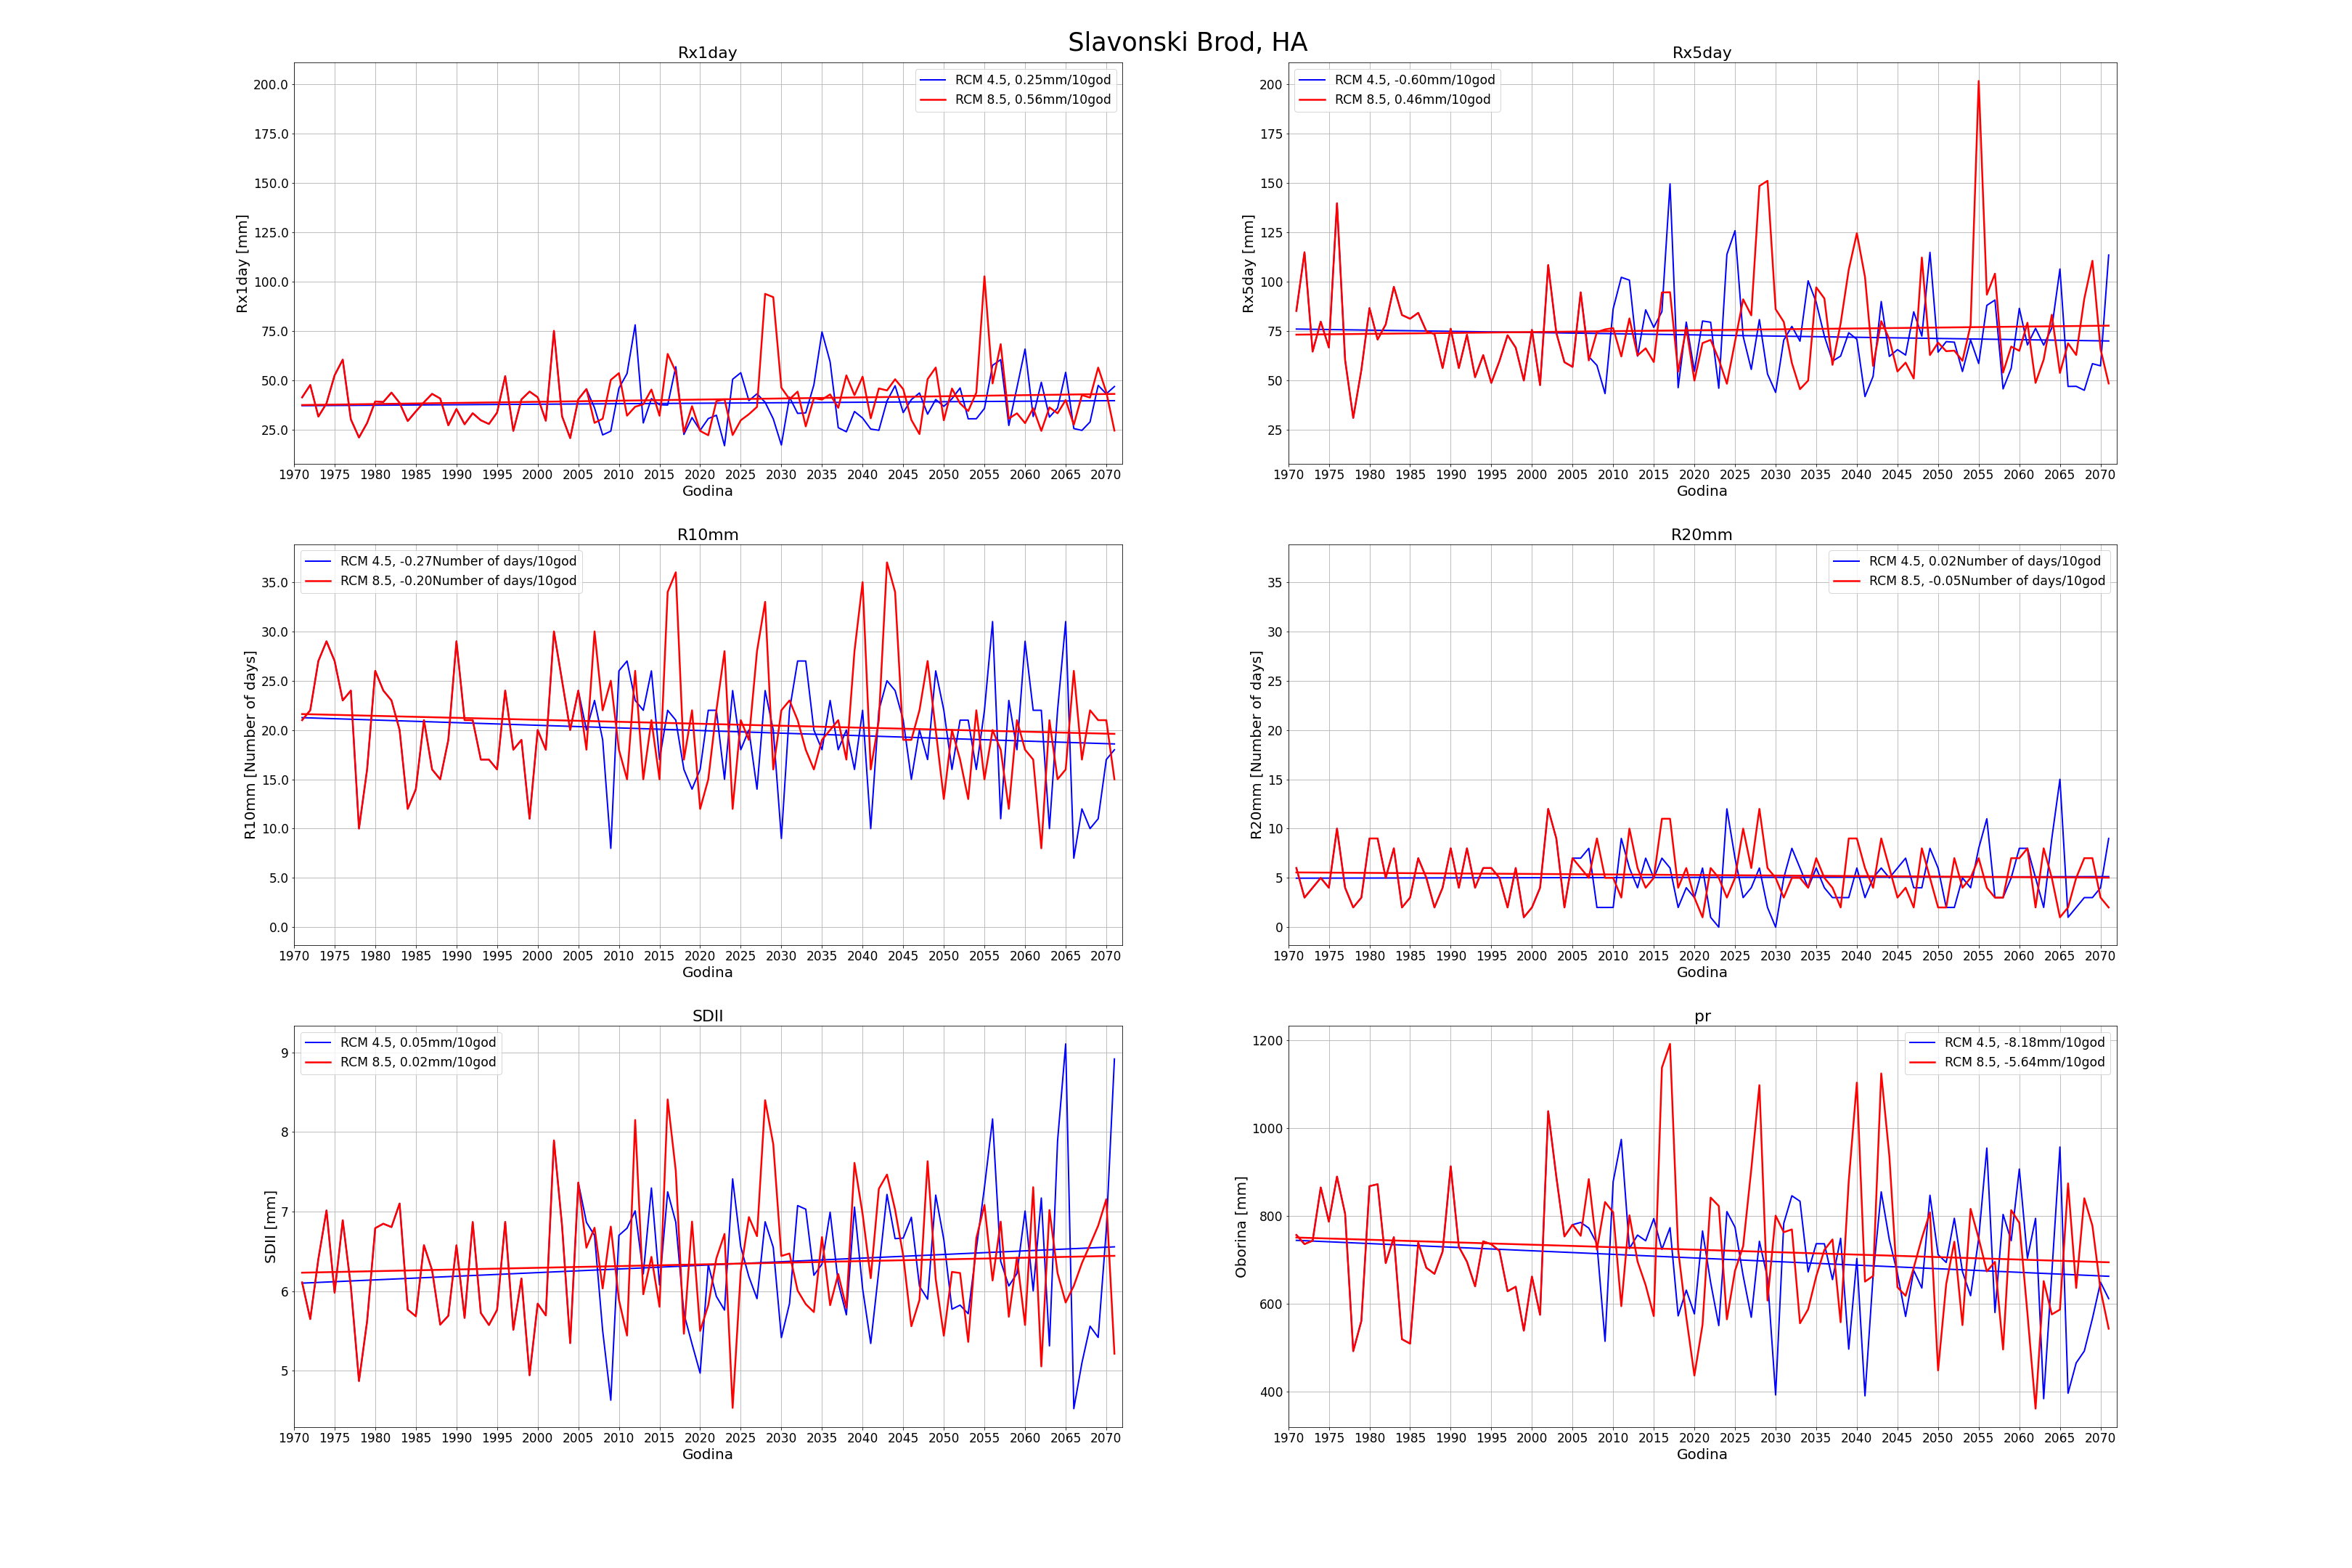 Slavonski Brod, HA
Rx1day
RCM 4.5, 0.25mm/10god
RCM 8.5, 0.56mm/10god
Rx1day [mm]
200.0
175.0
150.0
125.0
100.0
75.0
50.0
25.0
1970 1975 1980 1985 1990 1995 2000 2005 2010 2015 2020 2025 2030 2035 2040 2045 2050 2055 2060 2065 2070
Godina
Rx5day
RCM 4.5, -0.60mm/10god
RCM 8.5, 0.46mm/10god
Rx5day [mm]
200
175
150
125
100
75
50
25
1970 1975 1980 1985 1990 1995 2000 2005 2010 2015 2020 2025 2030 2035 2040 2045 2050 2055 2060 2065 2070
Godina
R10mm
RCM 4.5, -0.27Number of days/10god
RCM 8.5, -0.20Number of days/10god
R10mm [Number of days]
35.0
30.0
25.0
20.0
15.0
10.0
5.0
0.0
1970 1975 1980 1985 1990 1995 2000 2005 2010 2015 2020 2025 2030 2035 2040 2045 2050 2055 2060 2065 2070
Godina
R20mm
RCM 4.5, 0.02Number of days/10god
RCM 8.5, -0.05Number of days/10god
R20mm [Number of days]
35
30
25
20
15
10
5
0
1970 1975 1980 1985 1990 1995 2000 2005 2010 2015 2020 2025 2030 2035 2040 2045 2050 2055 2060 2065 2070
Godina
SDII
RCM 4.5, 0.05mm/10god
RCM 8.5, 0.02mm/10god
SDII [mm]
9
8
7
6
5
1970 1975 1980 1985 1990 1995 2000 2005 2010 2015 2020 2025 2030 2035 2040 2045 2050 2055 2060 2065 2070
Godina
pr
RCM 4.5, -8.18mm/10god
RCM 8.5, -5.64mm/10god
Oborina [mm]
1200
1000
800
600
400
1970 1975 1980 1985 1990 1995 2000 2005 2010 2015 2020 2025 2030 2035 2040 2045 2050 2055 2060 2065 2070
Godina